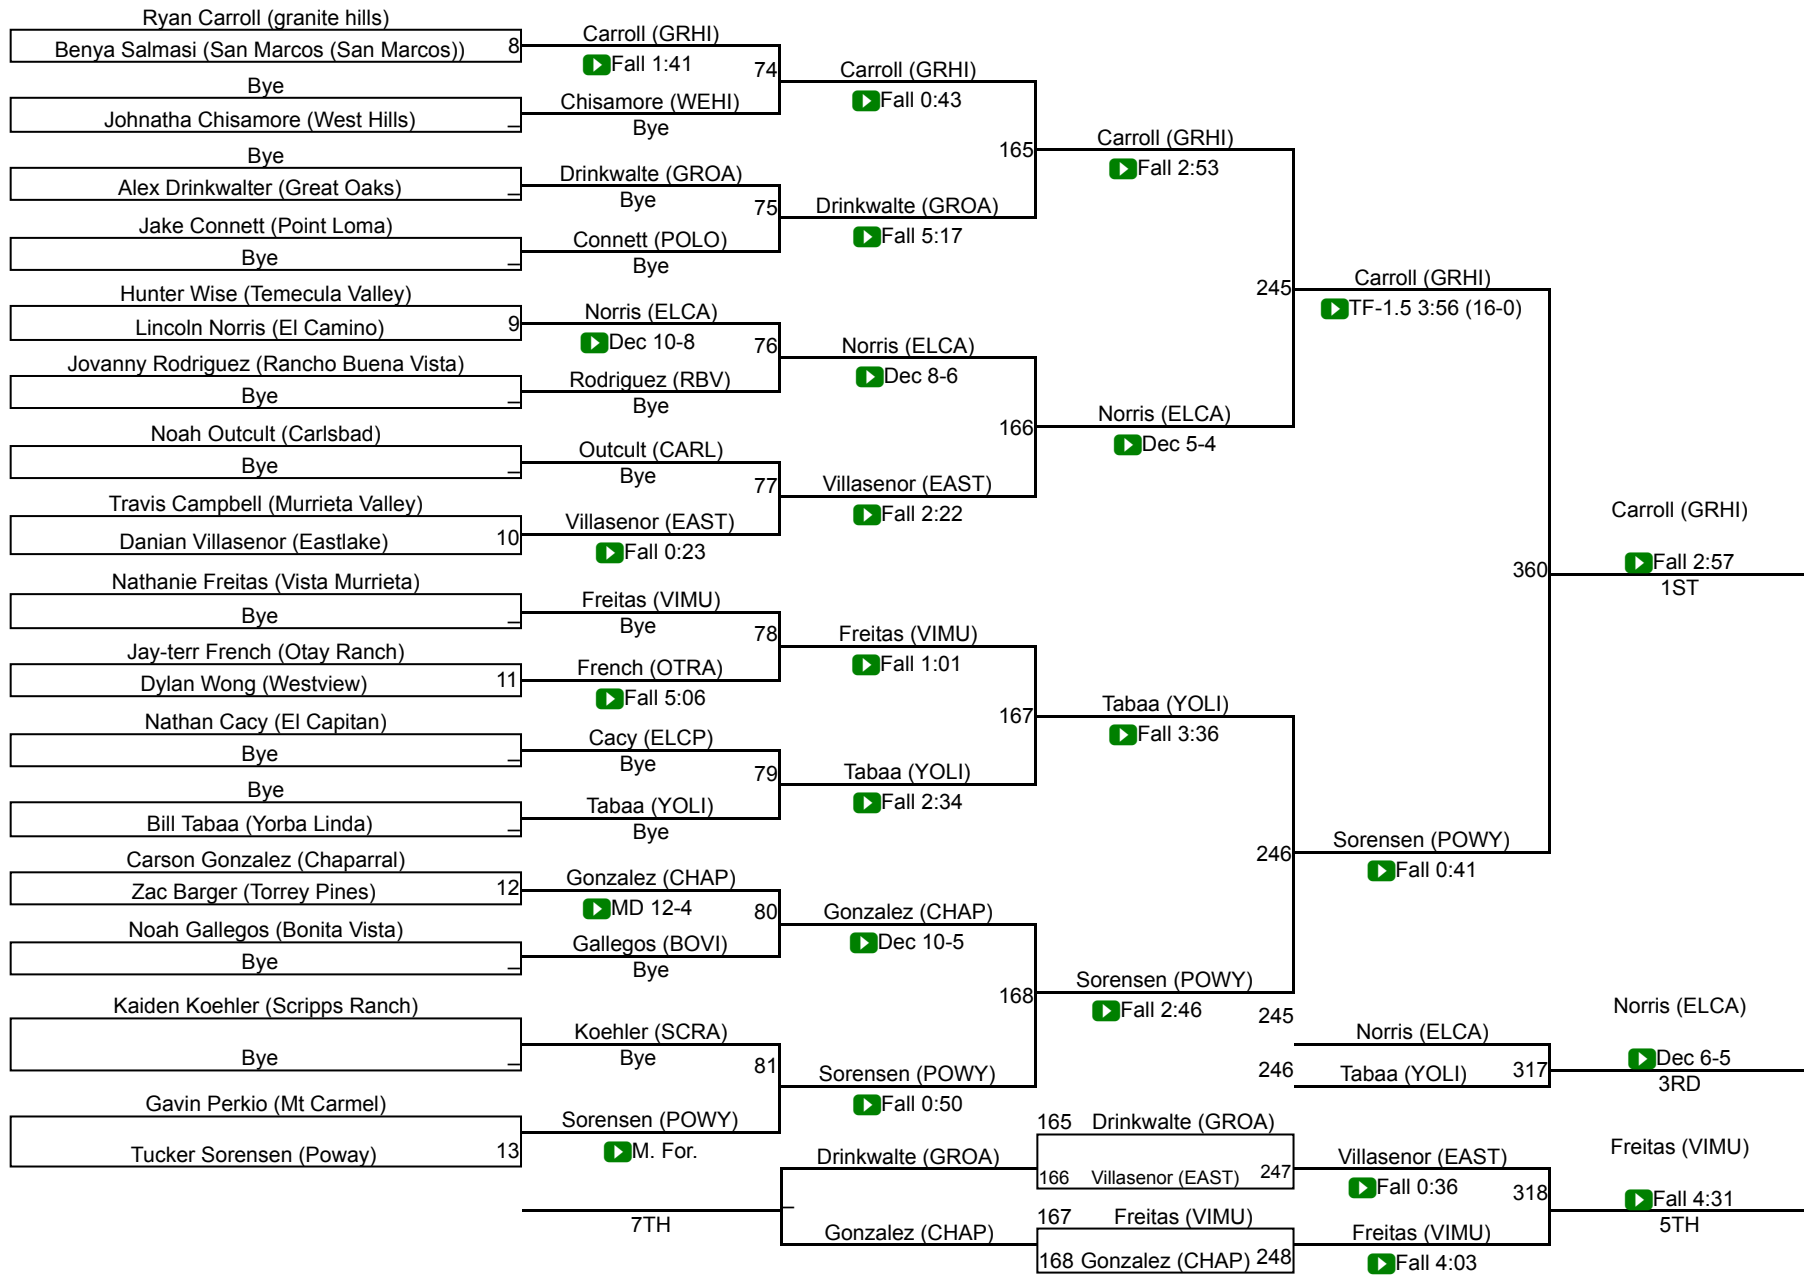 Ryan Carroll (granite hills)
Benya Salmasi (San Marcos (San Marcos)) 8
Bye
Johnatha Chisamore (West Hills) _
Bye
Alex Drinkwalter (Great Oaks) _
Jake Connett (Point Loma)
Bye _
Hunter Wise (Temecula Valley)
Lincoln Norris (El Camino) 9
Jovanny Rodriguez (Rancho Buena Vista)
Bye _
Noah Outcult (Carlsbad)
Bye _
Travis Campbell (Murrieta Valley)
Danian Villasenor (Eastlake) 10
Nathanie Freitas (Vista Murrieta)
Bye _
Jay-terr French (Otay Ranch)
Dylan Wong (Westview) 11
Nathan Cacy (El Capitan)
Bye _
Bye
Bill Tabaa (Yorba Linda) _
Carson Gonzalez (Chaparral)
Zac Barger (Torrey Pines) 12
Noah Gallegos (Bonita Vista)
Bye _
Kaiden Koehler (Scripps Ranch)
Bye _
Gavin Perkio (Mt Carmel)
Tucker Sorensen (Poway) 13
Carroll (GRHI)
Fall 1:41
74
Chisamore (WEHI)
Bye
Drinkwalte (GROA)
Bye
75
Connett (POLO)
Bye
Norris (ELCA)
Dec 10-8
76
Rodriguez (RBV)
Bye
Outcult (CARL)
Bye
77
Villasenor (EAST)
Fall 0:23
Freitas (VIMU)
Bye
78
French (OTRA)
Fall 5:06
Cacy (ELCP)
Bye
79
Tabaa (YOLI)
Bye
Gonzalez (CHAP)
MD 12-4
80
Gallegos (BOVI)
Bye
Koehler (SCRA)
Bye
81
Sorensen (POWY)
M. For.
7TH
Carroll (GRHI)
Fall 0:43
165
Drinkwalte (GROA)
Fall 5:17
Norris (ELCA)
Dec 8-6
166
Villasenor (EAST)
Fall 2:22
Freitas (VIMU)
Fall 1:01
167
Tabaa (YOLI)
Fall 2:34
Gonzalez (CHAP)
Dec 10-5
168
Sorensen (POWY)
Fall 0:50
Drinkwalte (GROA)
_
Gonzalez (CHAP)
Carroll (GRHI)
Fall 2:53
245
Norris (ELCA)
Dec 5-4
Tabaa (YOLI)
Fall 3:36
246
Sorensen (POWY)
Fall 2:46
165 Drinkwalte (GROA)
166 Villasenor (EAST) 247
167 Freitas (VIMU)
168 Gonzalez (CHAP) 248
Carroll (GRHI)
TF-1.5 3:56 (16-0)
360
Sorensen (POWY)
Fall 0:41
245
Norris (ELCA)
246 Tabaa (YOLI) 317
Villasenor (EAST)
Fall 0:36
318
Freitas (VIMU)
Fall 4:03
Carroll (GRHI)
Fall 2:57
1ST
Norris (ELCA)
Dec 6-5
3RD
Freitas (VIMU)
Fall 4:31
5TH